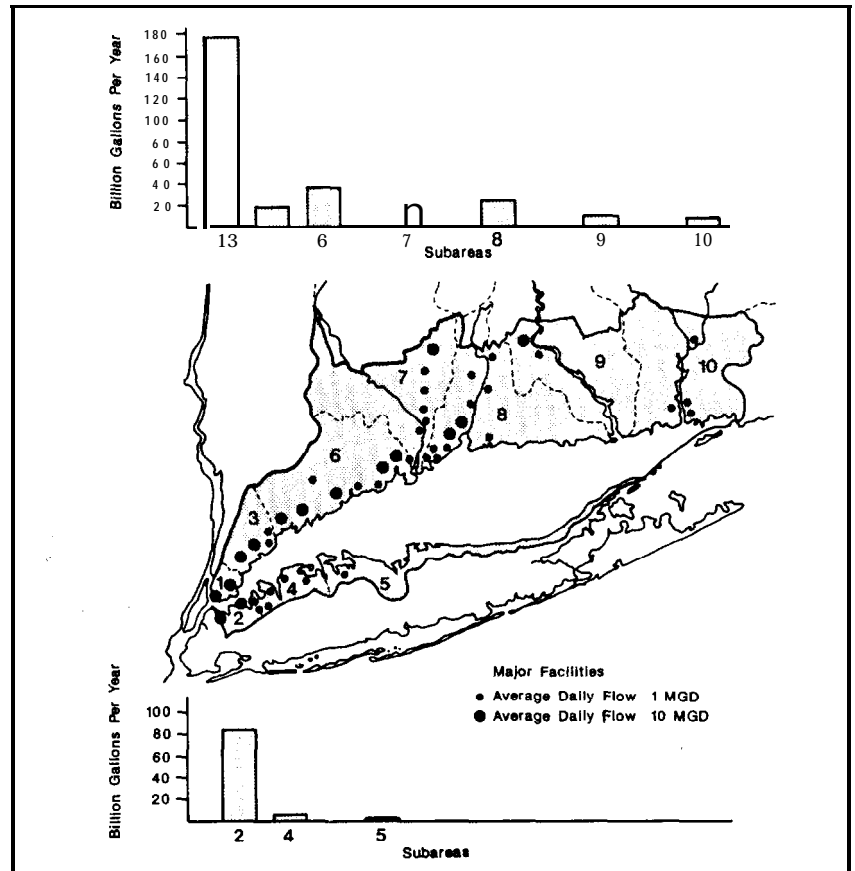 Billion Gallons Per Year
180
160
140
120
100
60
60
40
20
13 6 7 8 9 10
Subareas
10
9
7
8
6
3
1
4
5
2
Major Facilities
Average Daily Flow 1 MGD
Average Daily Flow 10 MGD
Billion Gallons Per Year
100
80
60
40
20
2 4 5
Subareas